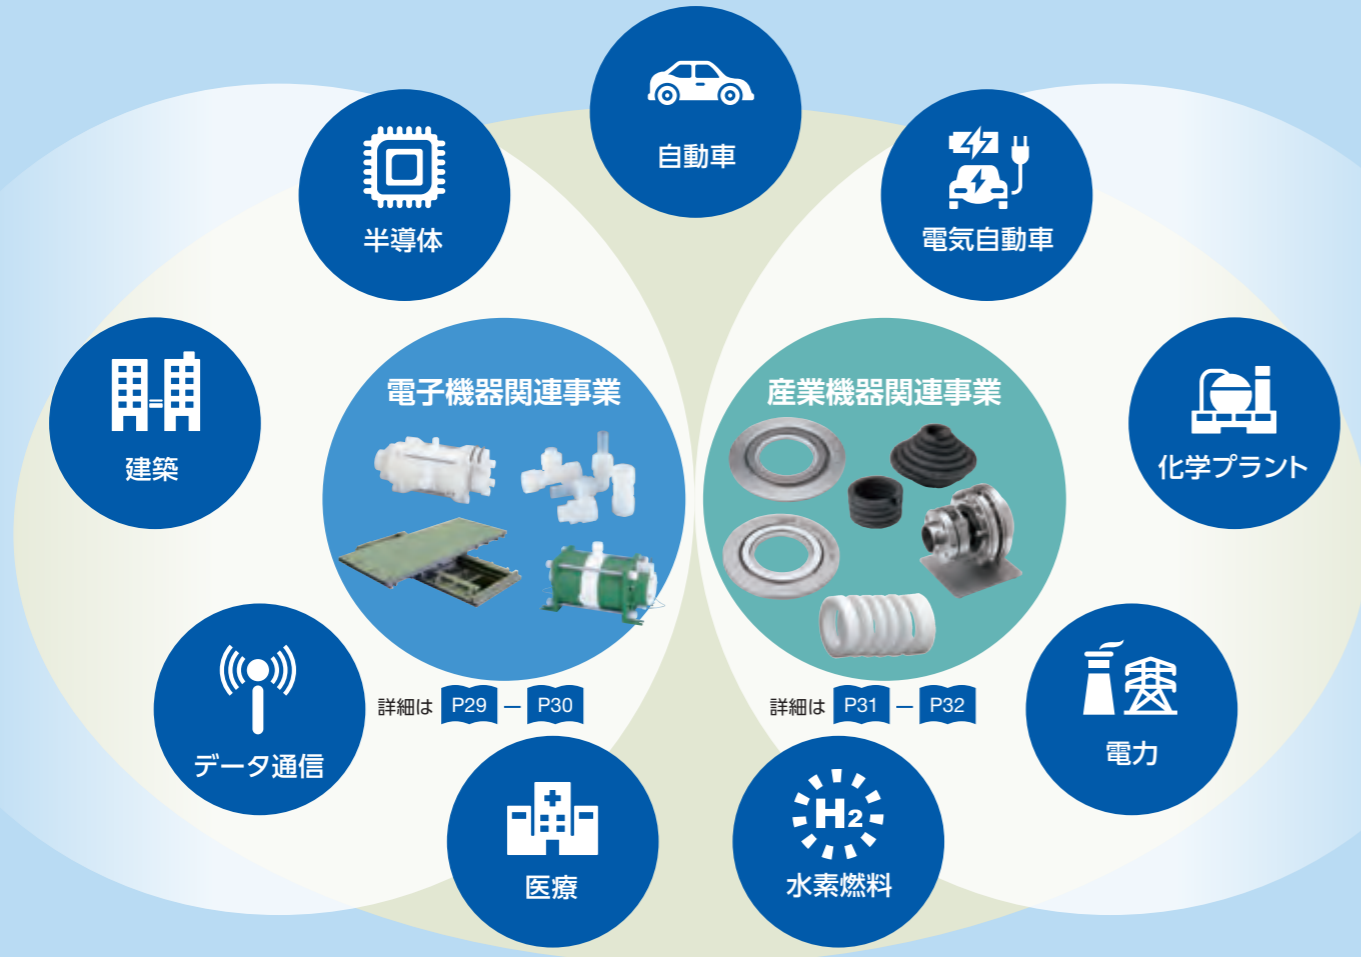 自動車
半導体
電気自動車
建築
電子機器関連事業
産業機器関連事業
化学プラント
データ通信
詳細は P29 － P30
詳細は P31 － P32
電力
医療
H2
水素燃料